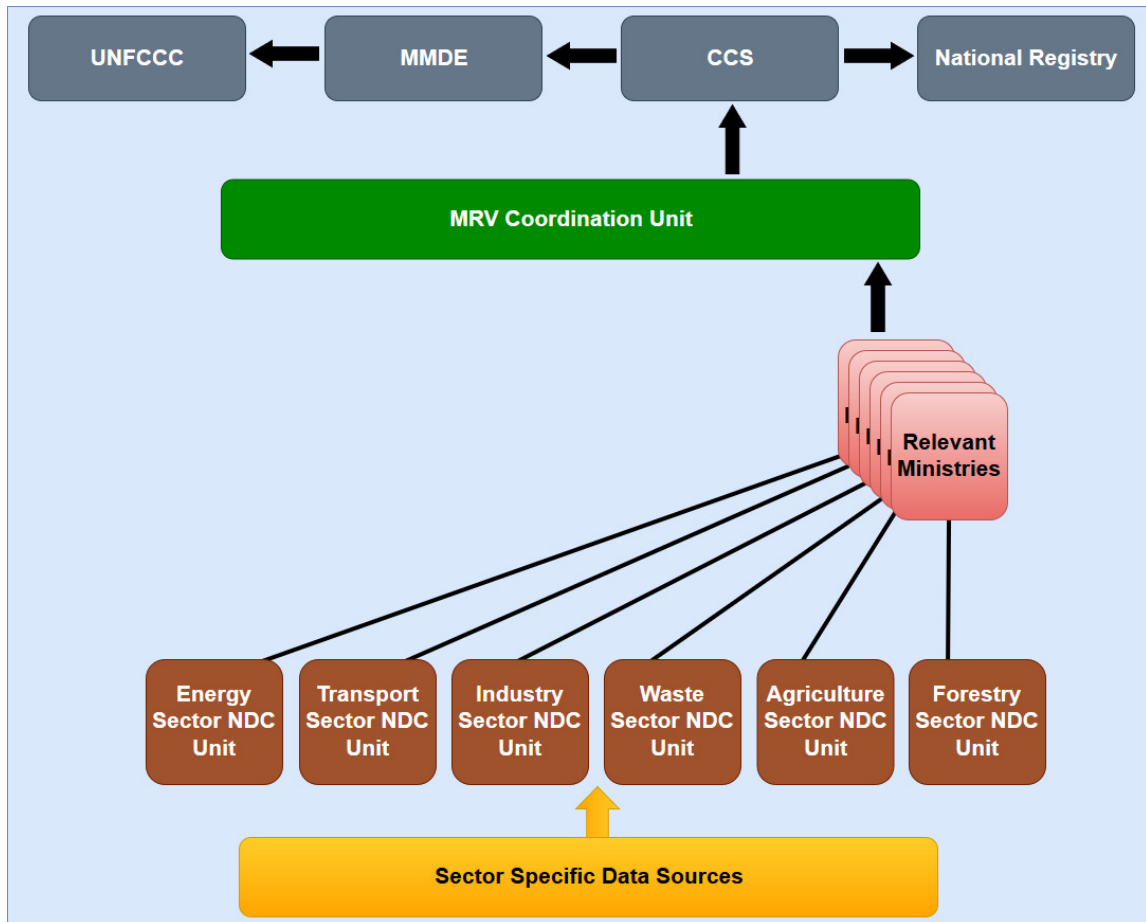 UNFCCC
MMDE
CCS
National Registry
MRV Coordination Unit
Relevant
Ministries
Energy
Sector NDC
Unit
Transport
Sector NDC
Unit
Industry
Sector NDC
Unit
Waste
Sector NDC
Unit
Agriculture
Sector NDC
Unit
Forestry
Sector NDC
Unit
Sector Specific Data Sources